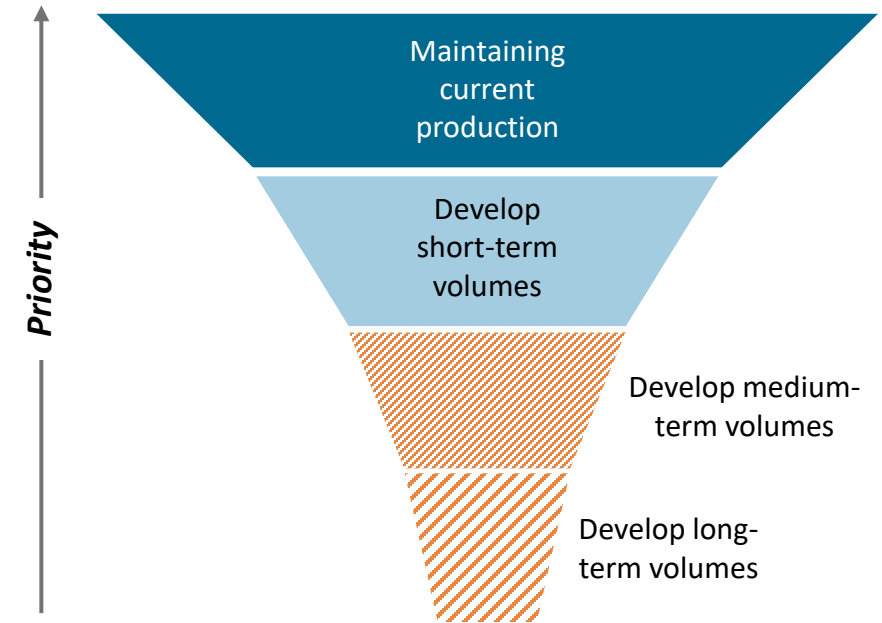 Maintaining
current
production
Develop
short-term
volumes
Priority
Develop medium-
term volumes
Develop long-
term volumes